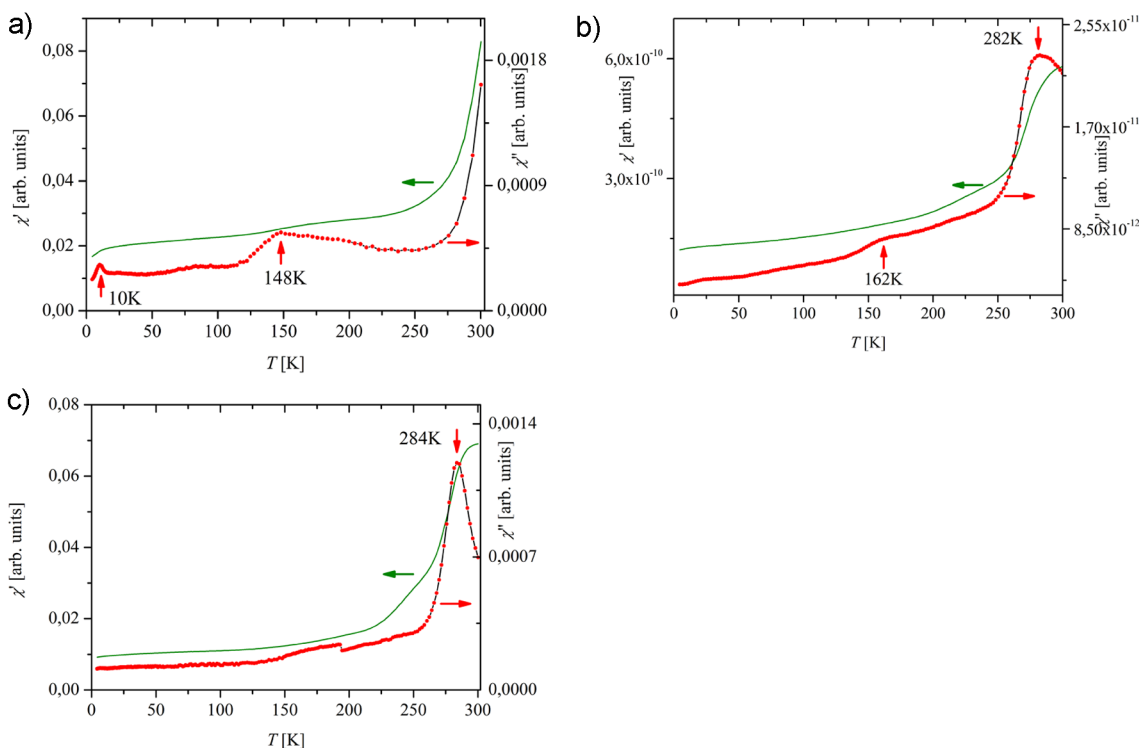 a)
0,08
0,06
0,04
0,02
0,00
χ' [arb. units]
0,0018
0,0009
0,0000
χ" [arb. units]
10K
148K
0 50 100 150 200 250 300
T [K]
b)
6,0x10⁻¹⁰
3,0x10⁻¹⁰
χ' [arb. units]
2,55x10⁻¹¹
1,70x10⁻¹¹
8,50x10⁻¹²
χ" [arb. units]
282K
162K
0 50 100 150 200 250 300
T [K]
c)
0,08
0,06
0,04
0,02
0,00
χ' [arb. units]
0,0014
0,0007
0,0000
χ" [arb. units]
284K
0 50 100 150 200 250 300
T [K]